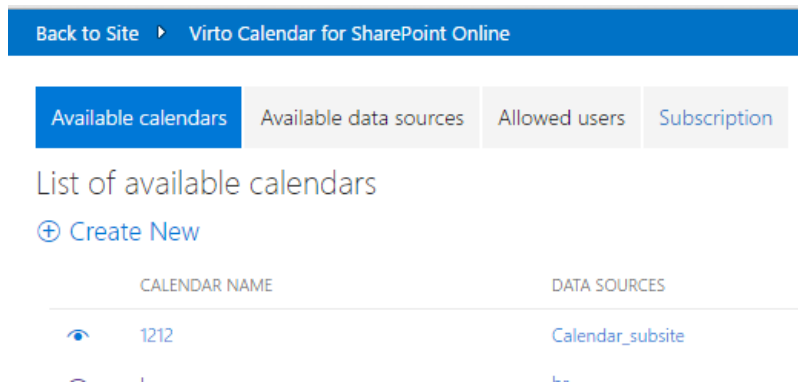 Back to Site Virto Calendar for SharePoint Online
Available calendars Available data sources Allowed users Subscription
List of available calendars
Create New
CALENDAR NAME DATA SOURCES
1212 Calendar_subsite